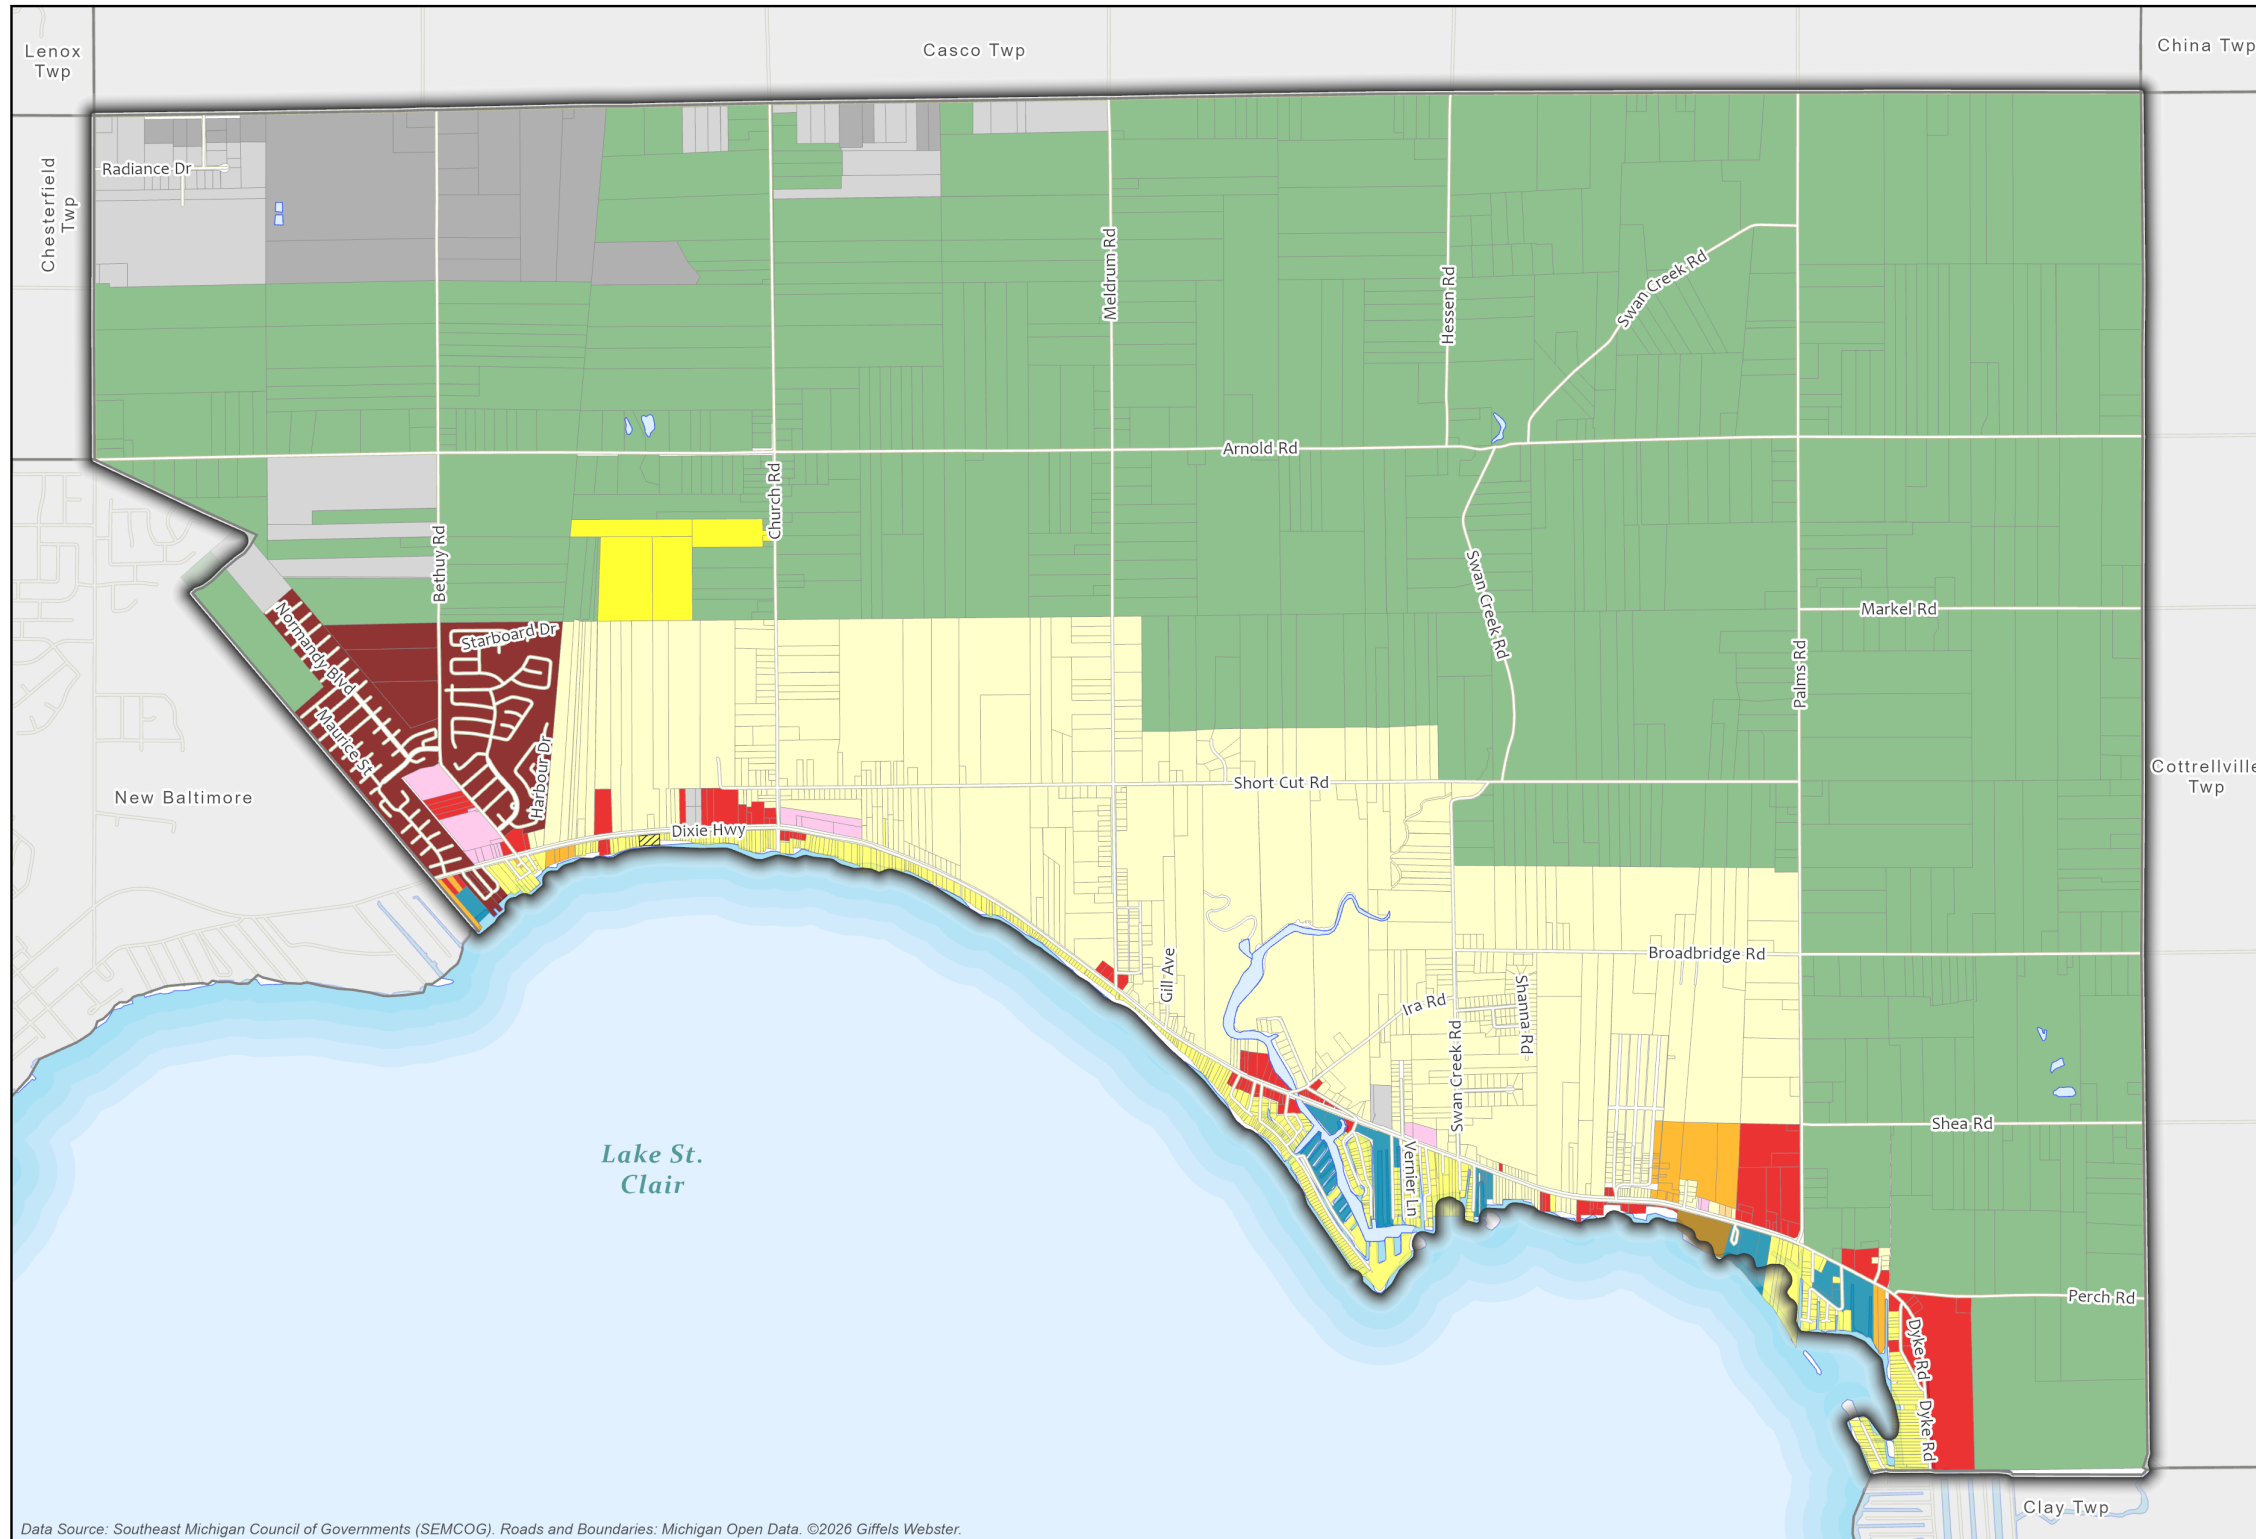 Lenox
Twp
Casco Twp
China Twp
Chesterfield
Twp
Radiance Dr
Meldrum Rd
Hessen Rd
Swan Creek Rd
Arnold Rd
Church Rd
Bethuy Rd
Swan Creek Rd
Markel Rd
Normandy Blvd
Starboard Dr
Palms Rd
Maurice St
Harbour Dr
New Baltimore
Short Cut Rd
Cottrellville
Twp
Dixie Hwy
Gill Ave
Broadbridge Rd
Ira Rd
Shanna Rd
Swan Creek Rd
Lake St.
Clair
Vernier Ln
Shea Rd
Perch Rd
Dyke Rd
Dyke Rd
Clay Twp
Data Source: Southeast Michigan Council of Governments (SEMCOG). Roads and Boundaries: Michigan Open Data. ©2026 Giffels Webster.